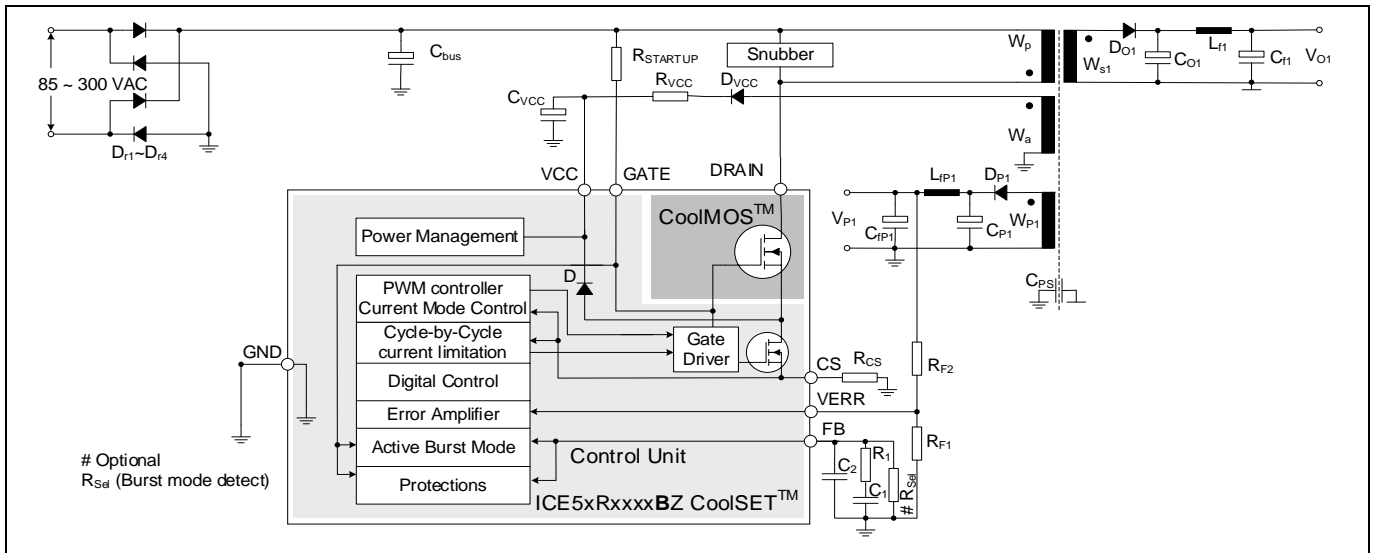 85 ~ 300 VAC
Dr1~Dr4
Cbus
RSTARTUP
Snubber
Wp
Ws1
DO1
CO1
Lf1
Cf1
VO1
RVCC
DVCC
CVCC
Wa
VCC
GATE
DRAIN
LfP1
DP1
VP1
CfP1
CP1
WP1
CPS
CoolMOS™
Power Management
D
PWM controller
Current Mode Control
Cycle-by-Cycle
current limitation
Gate
Driver
GND
Digital Control
CS
RCS
RF2
VERR
Error Amplifier
FB
Active Burst Mode
Control Unit
RF1
R1
C2
C1
# RSel
Protections
# Optional
RSel (Burst mode detect)
ICE5xRxxxxBZ CoolSET™